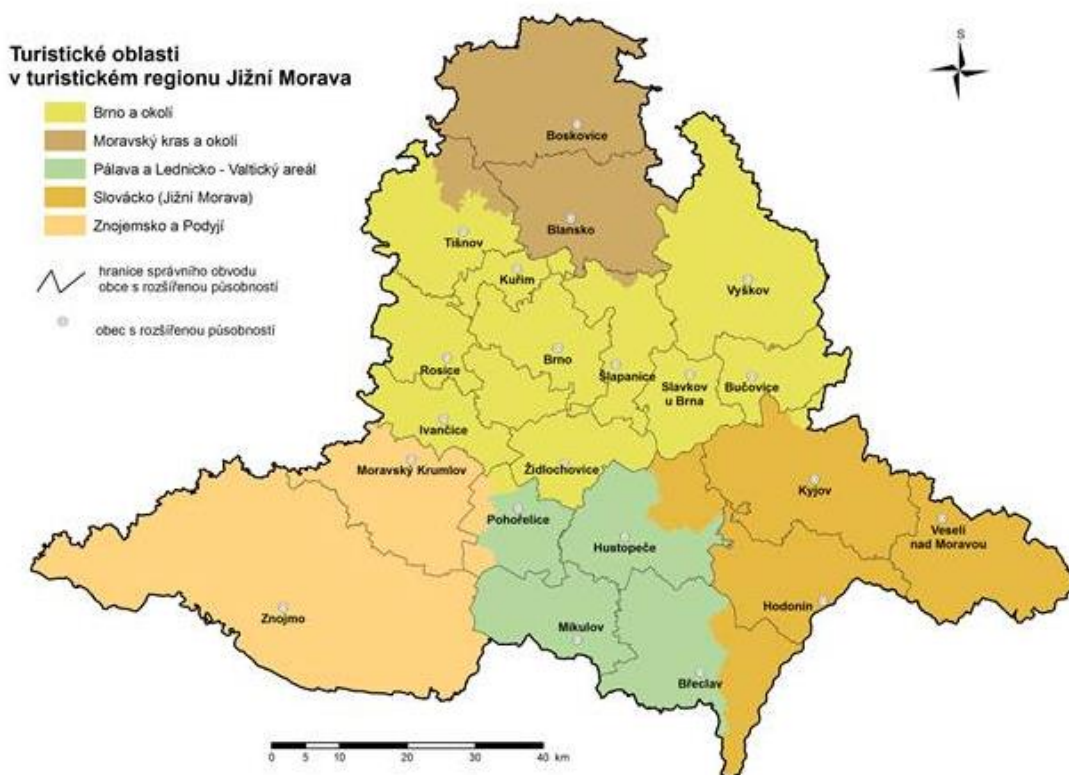 Turistické oblasti
v turistickém regionu Jižní Morava
Brno a okolí
Moravský kras a okolí
Pálava a Lednicko - Valtický areál
Slovácko (Jižní Morava)
Znojemsko a Podyjí
hranice správního obvodu
obce s rozšířenou působností
obec s rozšířenou působností
S
Boskovice
Blansko
Tišnov
Kuřim
Vyškov
Rosice
Brno
Šlapanice
Slavkov
u Brna
Bučovice
Ivančice
Moravský Krumlov
Židlochovice
Kyjov
Pohořelice
Hustopeče
Veselí
nad Moravou
Znojmo
Mikulov
Hodonín
Břeclav
0 5 10 20 30 40 km